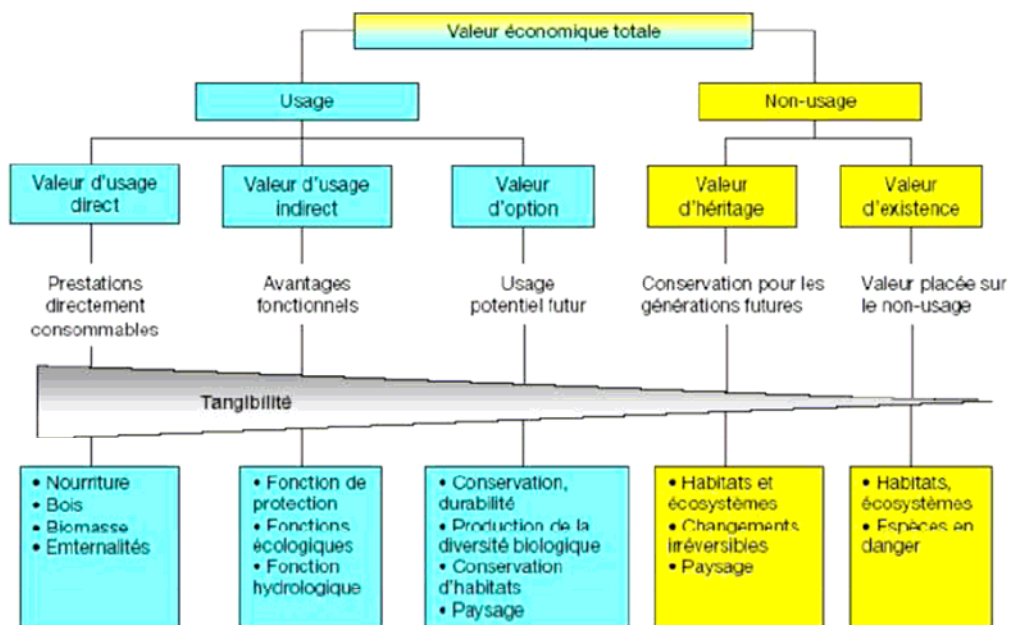 Valeur économique totale
Usage
Non-usage
Valeur d'usage
direct
Valeur d'usage
indirect
Valeur
d'option
Valeur
d'héritage
Valeur
d'existence
Prestations
directement
consommables
Avantages
fonctionnels
Usage
potentiel futur
Conservation pour les
générations futures
Valeur placée sur
le non-usage
Tangibilité
• Nourriture
• Bois
• Biomasse
• Emternalités
• Fonction de
protection
• Fonctions
écologiques
• Fonction
hydrologique
• Conservation,
durabilité
• Production de la
diversité biologique
• Conservation
d'habitats
• Paysage
• Habitats et
écosystèmes
• Changements
irréversibles
• Paysage
• Habitats,
écosystèmes
• Espèces en
danger